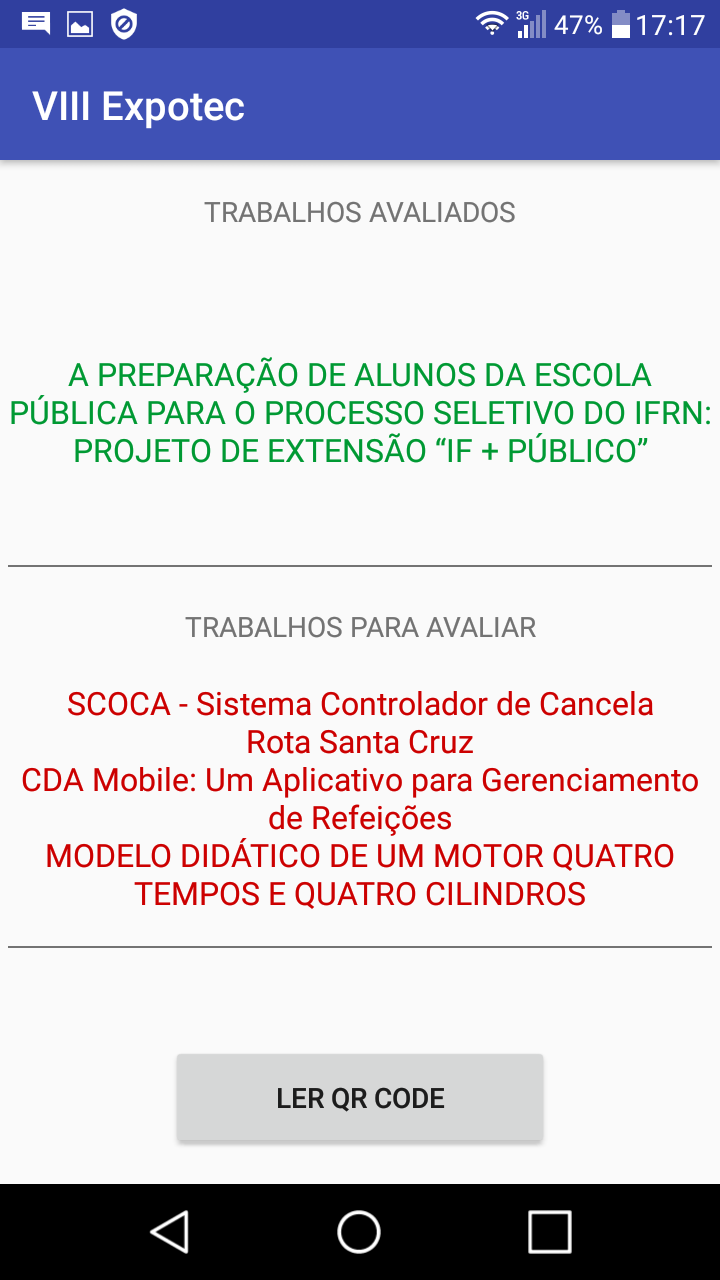 3G 47% 17:17
VIII Expotec
TRABALHOS AVALIADOS
A PREPARAÇÃO DE ALUNOS DA ESCOLA
PÚBLICA PARA O PROCESSO SELETIVO DO IFRN:
PROJETO DE EXTENSÃO “IF + PÚBLICO”
TRABALHOS PARA AVALIAR
SCOCA - Sistema Controlador de Cancela
Rota Santa Cruz
CDA Mobile: Um Aplicativo para Gerenciamento
de Refeições
MODELO DIDÁTICO DE UM MOTOR QUATRO
TEMPOS E QUATRO CILINDROS
LER QR CODE